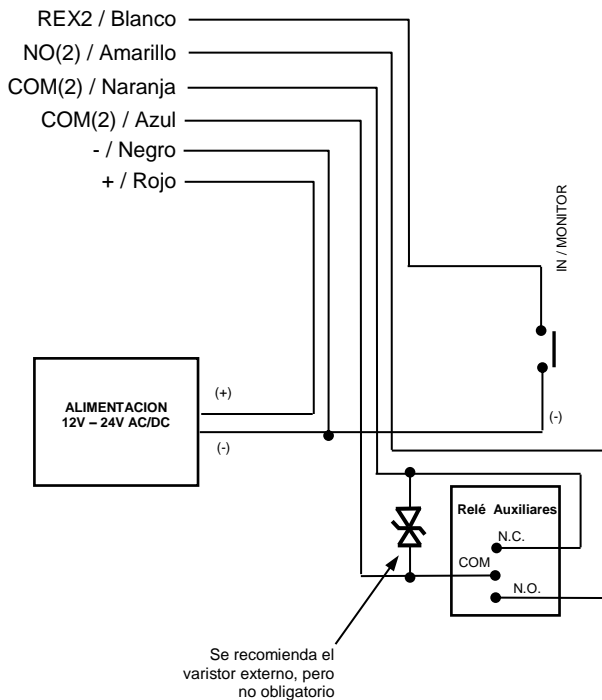 REX2 / Blanco
NO(2) / Amarillo
COM(2) / Naranja
COM(2) / Azul
- / Negro
+ / Rojo
IN / MONITOR
ALIMENTACION
12V – 24V AC/DC
(+)
(-)
(-)
Relé Auxiliares
N.C.
COM
N.O.
Se recomienda el
varistor externo, pero
no obligatorio